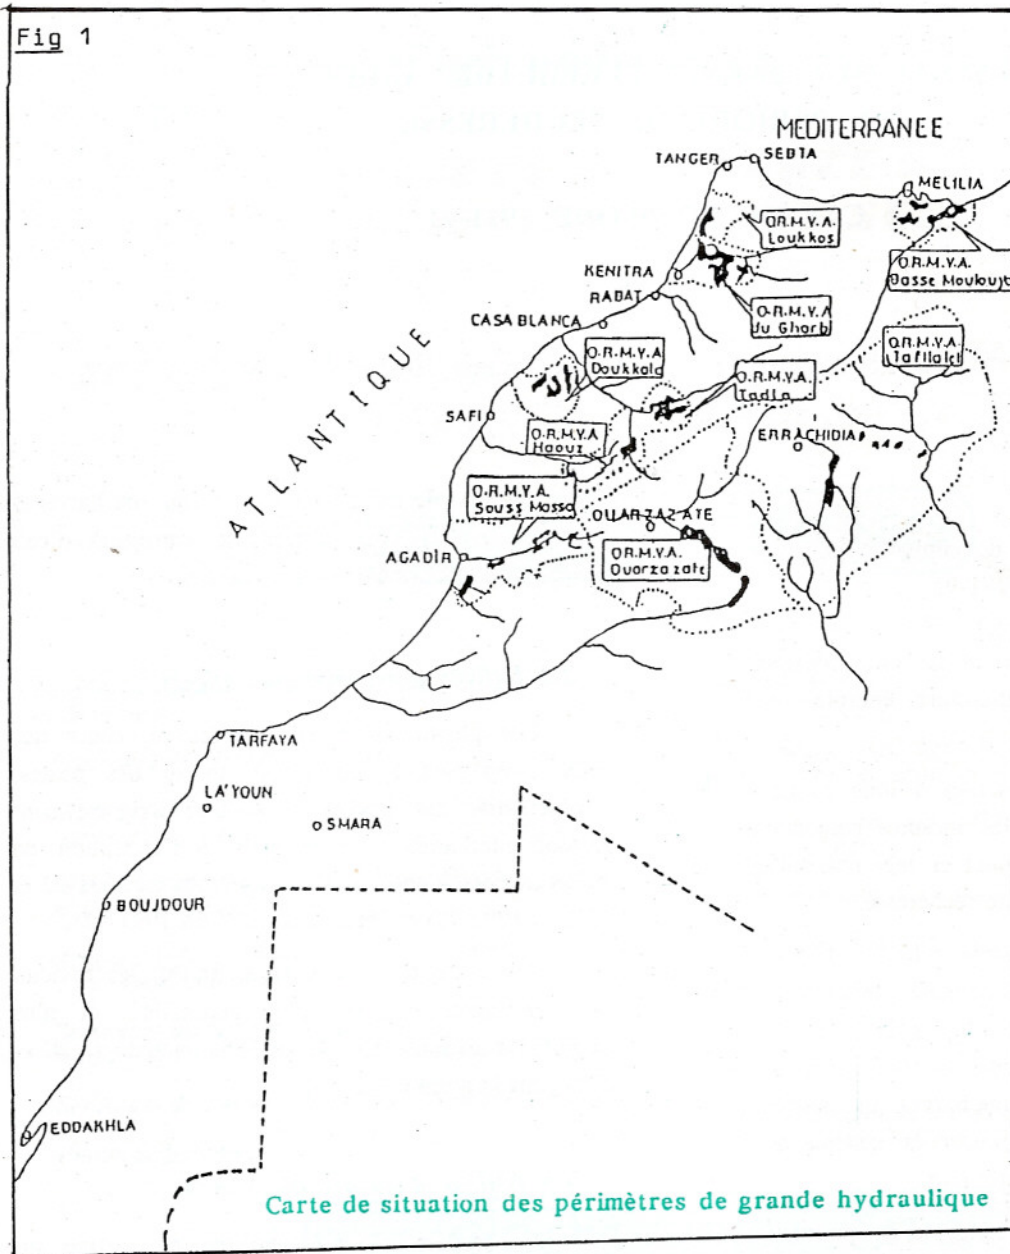 Fig 1
MEDITERRANEE
TANGER
SEBTA
MELILIA
O.R.M.V.A.
Loukkos
O.R.M.V.A.
Basse Moulouya
KENITRA
RABAT
O.R.M.V.A
du Gharb
CASABLANCA
O.R.M.V.A
Doukkala
O.R.M.V.A.
Tafilalet
O.R.M.V.A.
Tadla
ATLANTIQUE
SAFI
O.R.M.V.A
Haouz
ERRACHIDIA
O.R.M.V.A.
Souss Massa
OUARZAZATE
AGADIR
O.R.M.V.A.
Ouarzazate
TARFAYA
LA'YOUN
SMARA
BOUJDOUR
EDDAKHLA
Carte de situation des périmètres de grande hydraulique